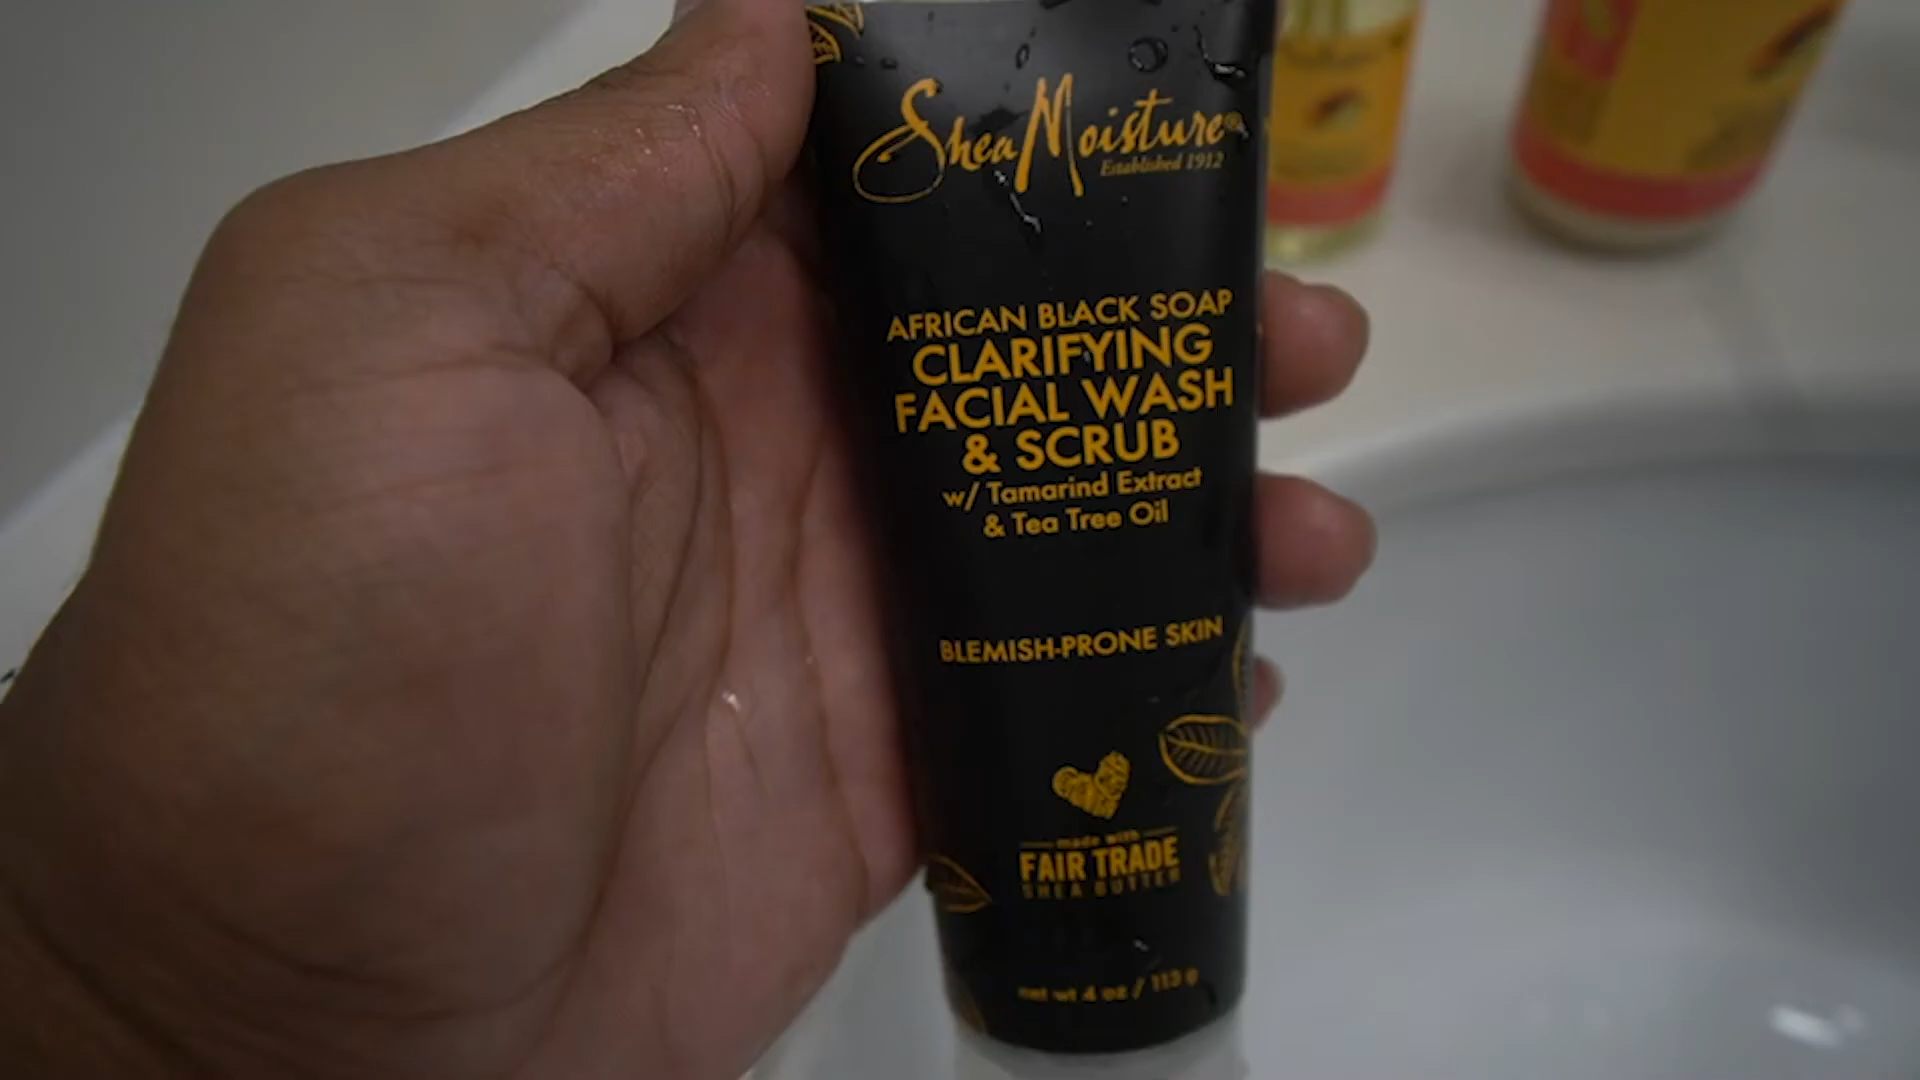 SheaMoisture®
Established 1912
AFRICAN BLACK SOAP
CLARIFYING
FACIAL WASH
& SCRUB
w/ Tamarind Extract
& Tea Tree Oil
BLEMISH-PRONE SKIN
made with
FAIR TRADE
SHEA BUTTER
net wt 4 oz / 113 g